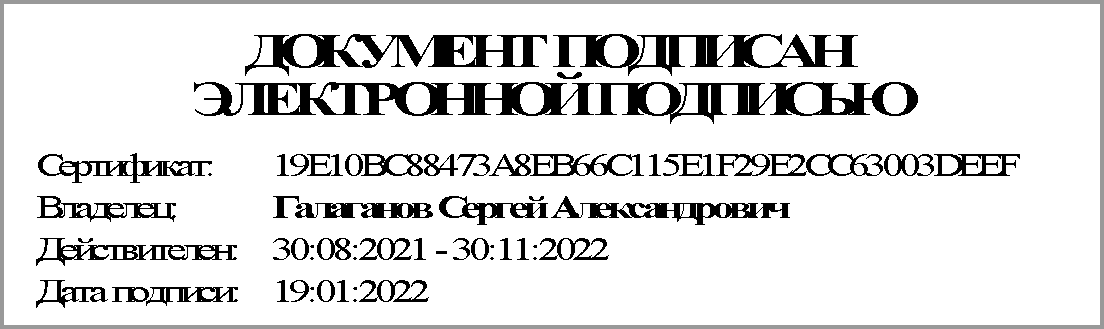 ДОКУМЕНТ ПОДПИСАН
ЭЛЕКТРОННОЙ ПОДПИСЬЮ
Сертификат: 19E10BC88473A8EB66C115E1F29E2CC63003DEEF
Владелец: Галаганов Сергей Александрович
Действителен: 30:08:2021 - 30:11:2022
Дата подписи: 19:01:2022